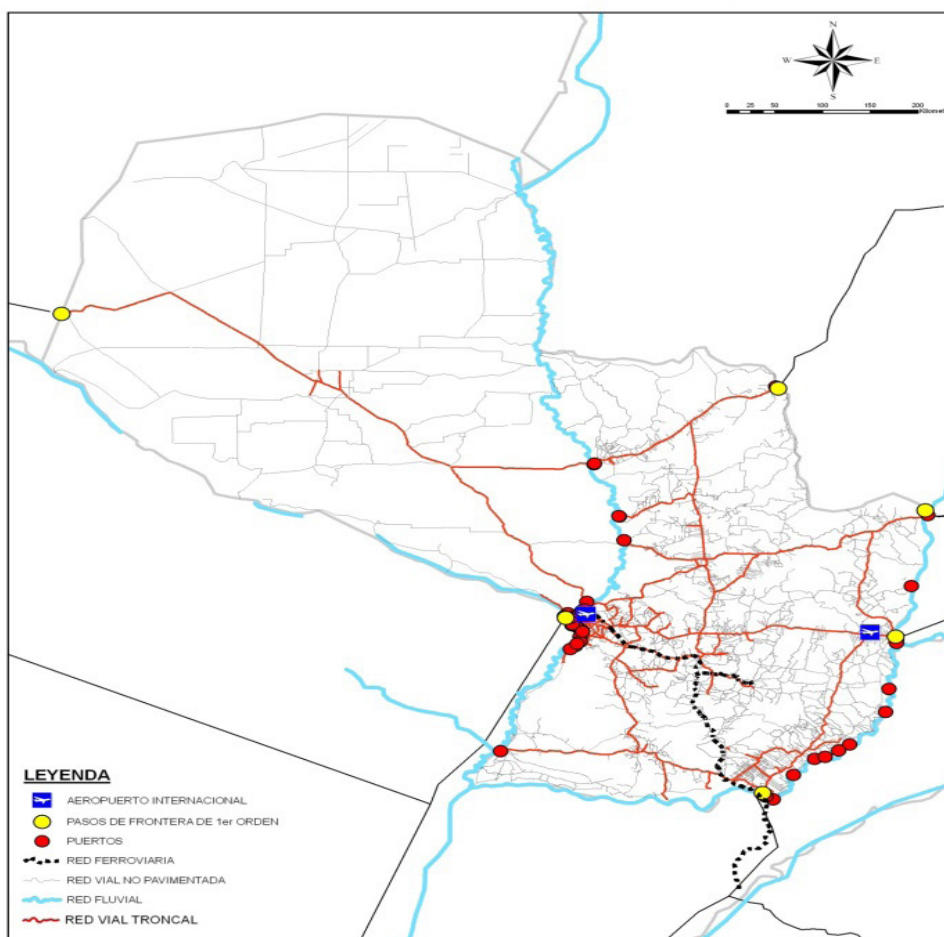 N
W E
S
0 25 50 100 150 200
Kilomet
LEYENDA
AEROPUERTO INTERNACIONAL
PASOS DE FRONTERA DE 1er ORDEN
PUERTOS
RED FERROVIARIA
RED VIAL NO PAVIMENTADA
RED FLUVIAL
RED VIAL TRONCAL